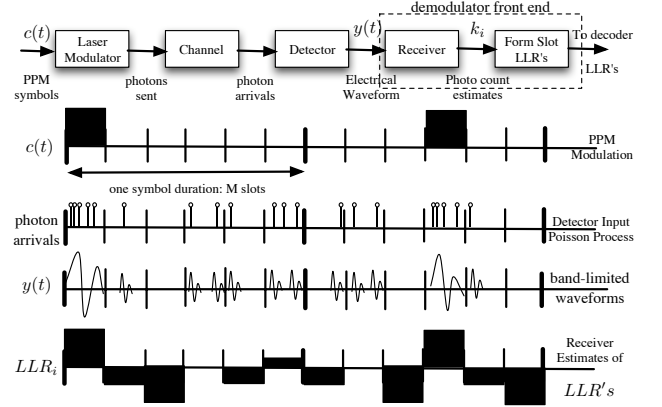 demodulator front end
c(t)
y(t)
k_i
Laser Modulator
Channel
Detector
Receiver
Form Slot LLR's
To decoder
LLR's
PPM symbols
photons sent
photon arrivals
Electrical Waveform
Photo count estimates
c(t)
PPM Modulation
one symbol duration: M slots
photon arrivals
Detector Input Poisson Process
y(t)
band-limited waveforms
LLR_i
Receiver Estimates of
LLR's